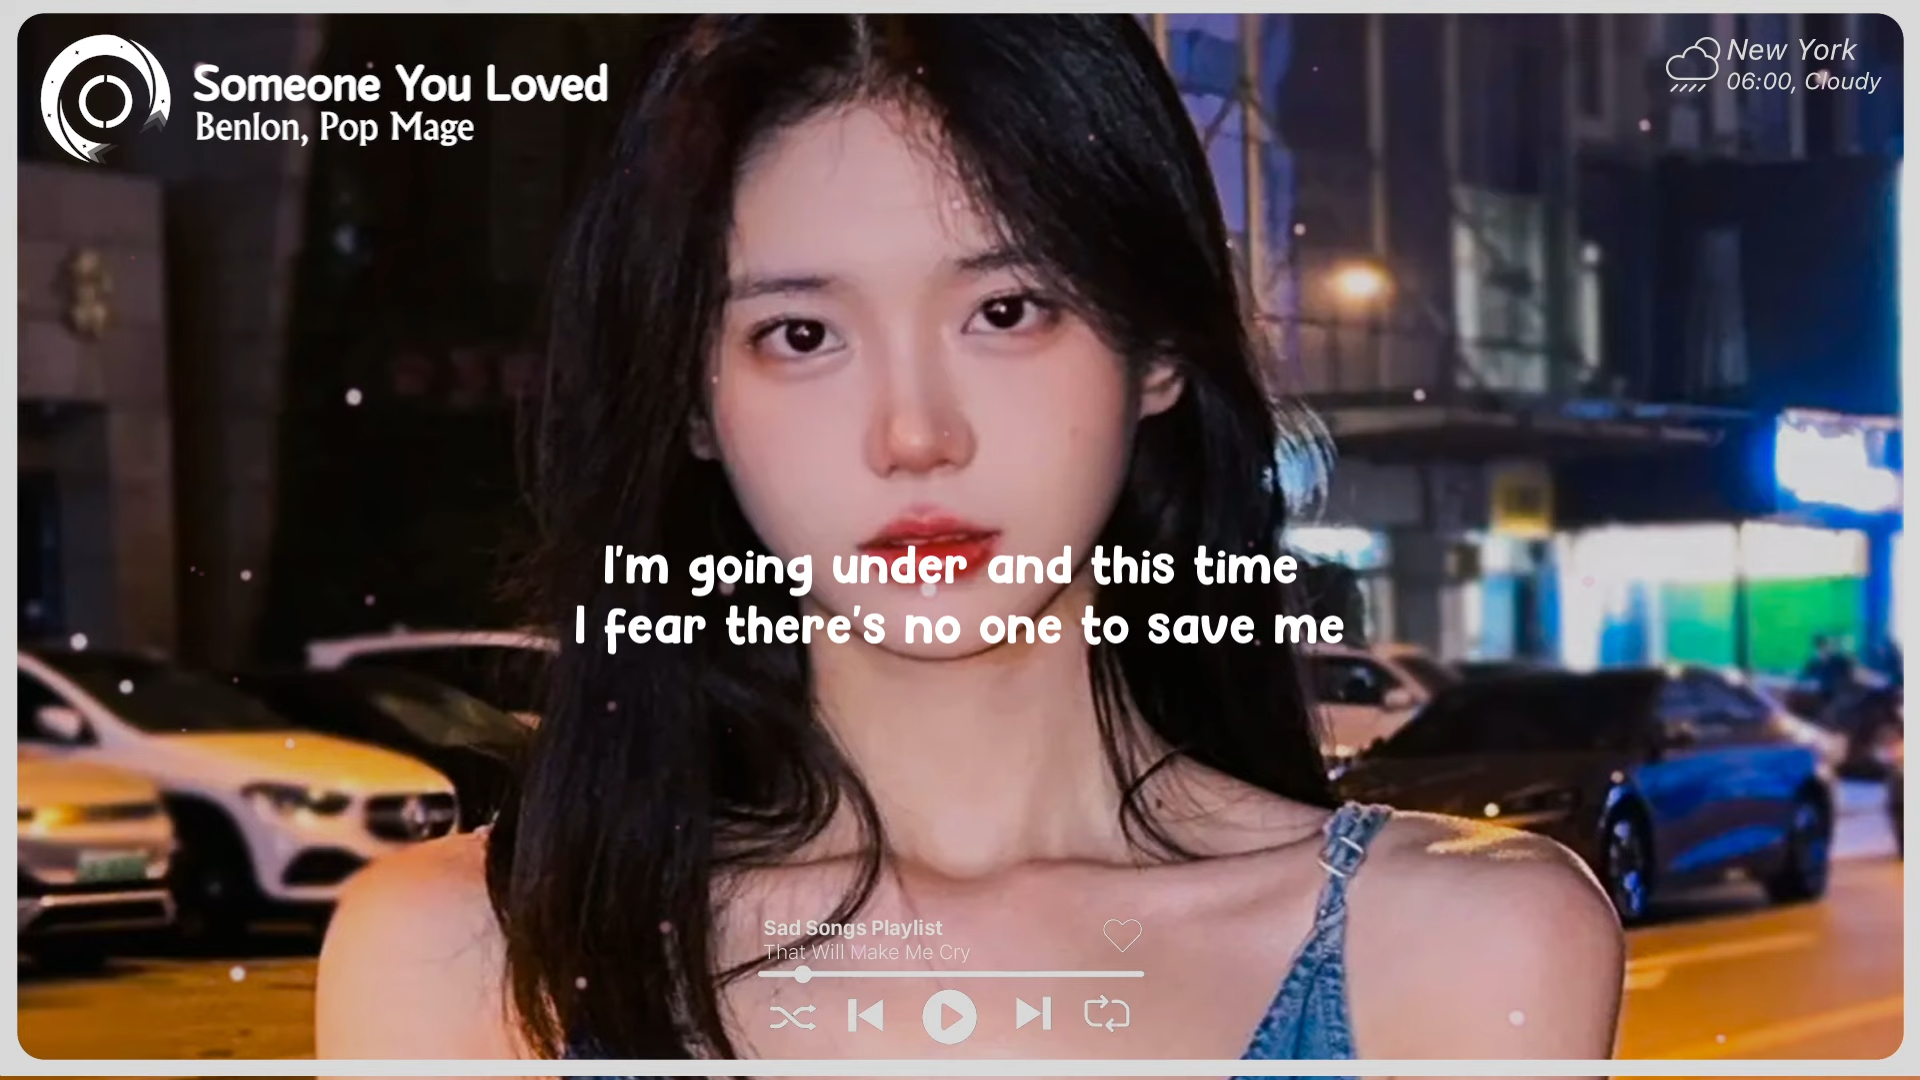 Someone You Loved
Benlon, Pop Mage
New York
06:00, Cloudy
I'm going under and this time
I fear there's no one to save me
Sad Songs Playlist
That Will Make Me Cry